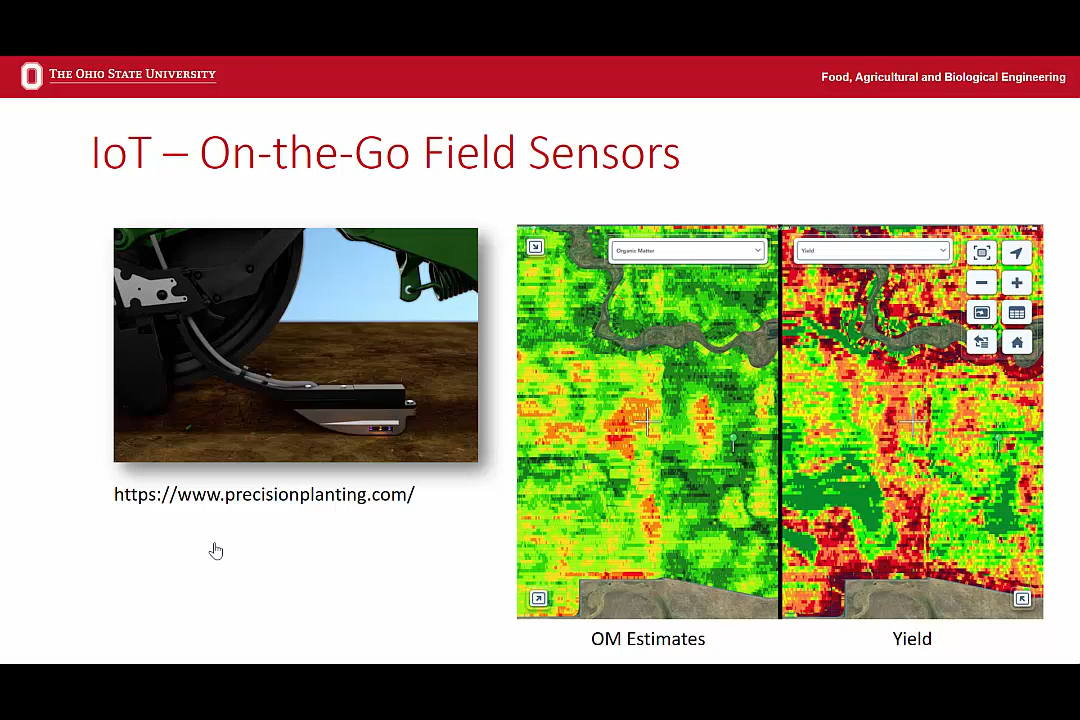 THE OHIO STATE UNIVERSITY
Food, Agricultural and Biological Engineering
IoT – On-the-Go Field Sensors
Organic Matter
Yield
https://www.precisionplanting.com/
OM Estimates
Yield